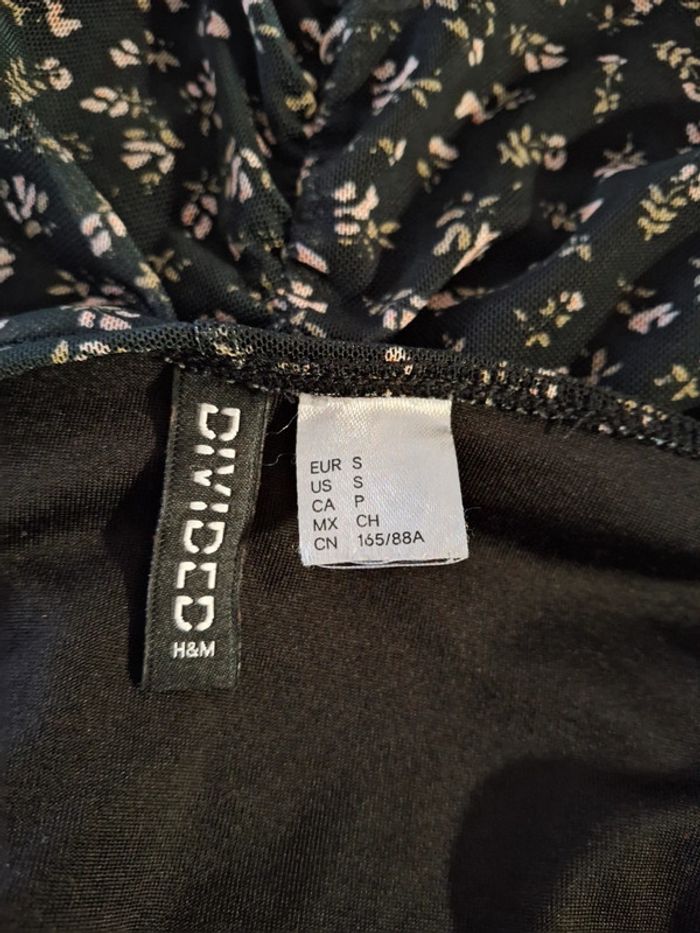 DIVIDED
H&M
EUR S
US S
CA P
MX CH
CN 165/88A